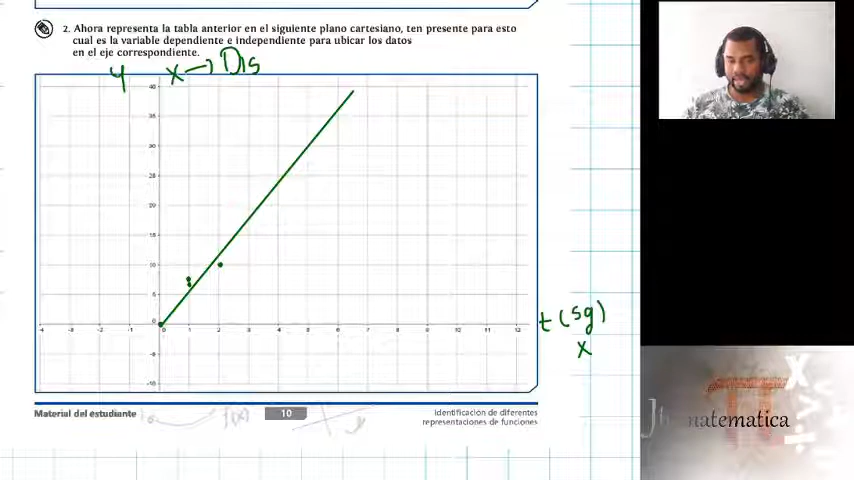 2. Ahora representa la tabla anterior en el siguiente plano cartesiano, ten presente para esto
cual es la variable dependiente e independiente para ubicar los datos
en el eje correspondiente.
y x→ Dis
40
35
30
25
20
15
10
5
0
-4 -3 -2 -1 0 1 2 3 4 5 6 7 8 9 10 11 12
-5
-10
t (sg)
x
Material del estudiante
10
Identificación de diferentes
representaciones de funciones
f(x)
matematica